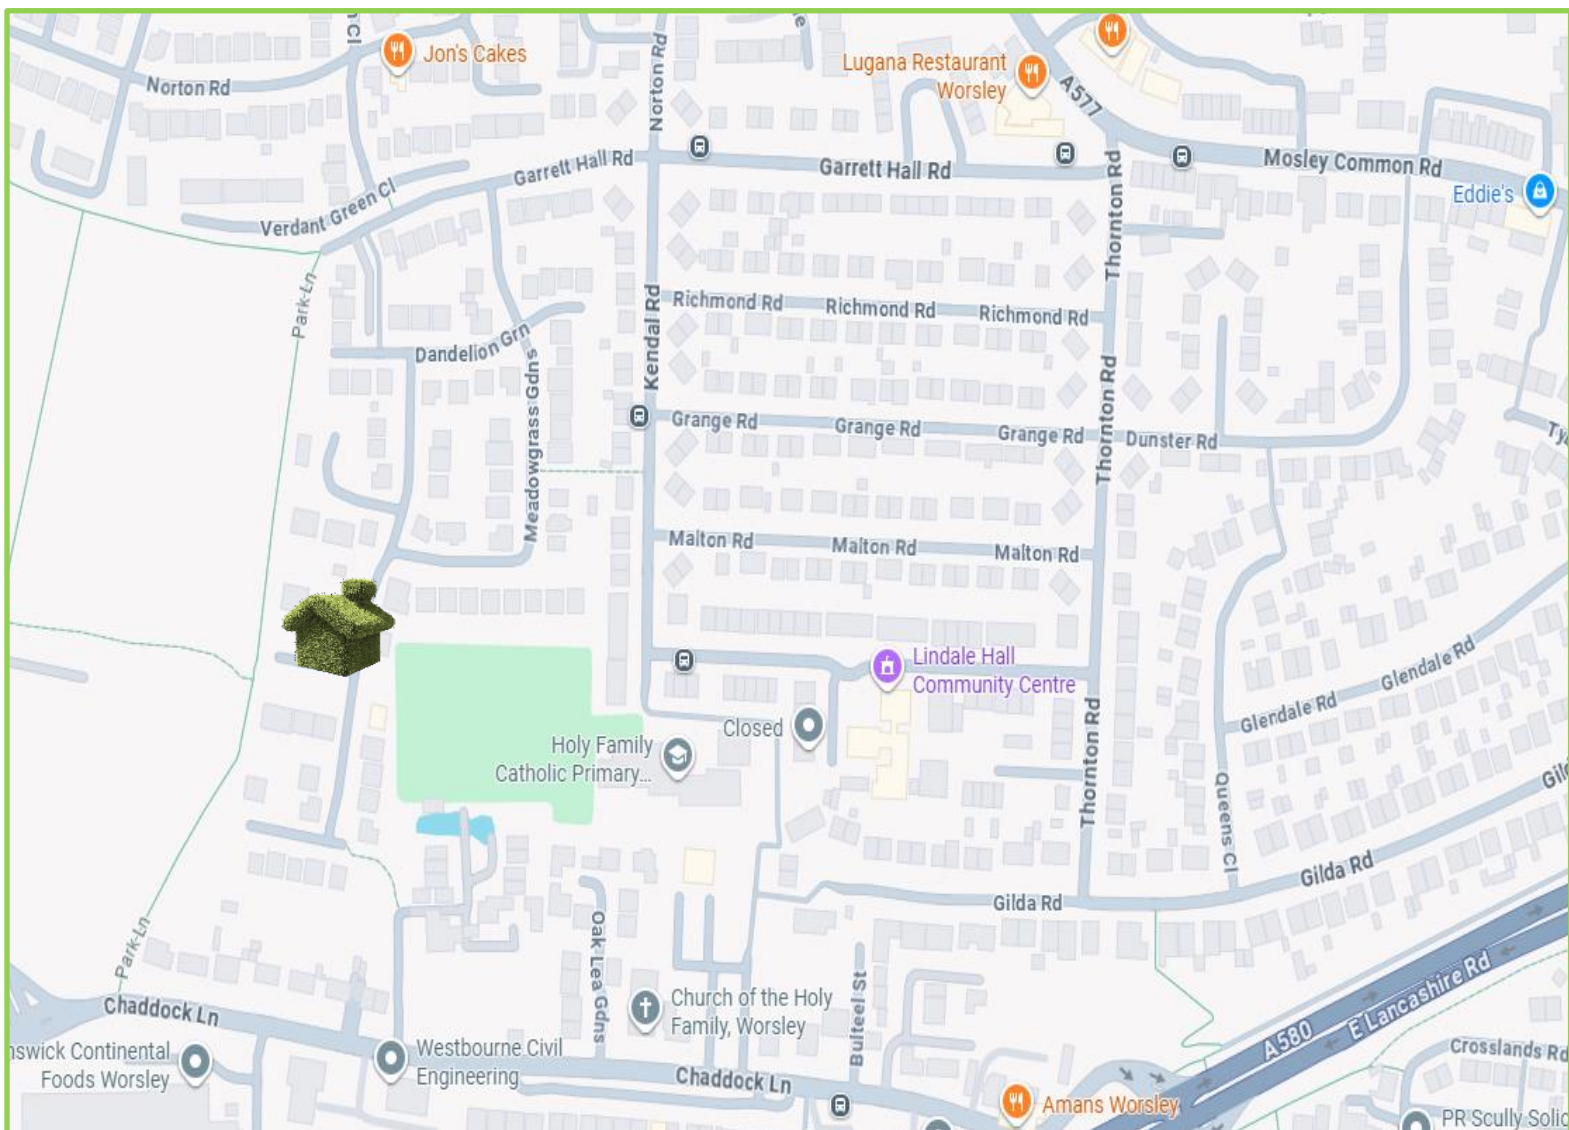 Jon's Cakes
Norton Rd
Norton Rd
Lugana Restaurant
Worsley
A577
Mosley Common Rd
Eddie's
Garrett Hall Rd
Garrett Hall Rd
Verdant Green Cl
Thornton Rd
Park Ln
Kendal Rd
Richmond Rd
Richmond Rd
Richmond Rd
Dandelion Grn
Meadowgrass Gdns
Thornton Rd
Grange Rd
Grange Rd
Grange Rd
Dunster Rd
Malton Rd
Malton Rd
Malton Rd
Lindale Hall
Community Centre
Glendale Rd
Glendale Rd
Closed
Holy Family
Catholic Primary...
Thornton Rd
Queens Cl
Gilda Rd
Gilda Rd
Oak Lea Gdns
Park Ln
Chaddock Ln
Church of the Holy
Family, Worsley
Bulteel St
E Lancashire Rd
A580
Crosslands Rd
nswick Continental
Foods Worsley
Westbourne Civil
Engineering
Chaddock Ln
Amans Worsley
PR Scully Solic